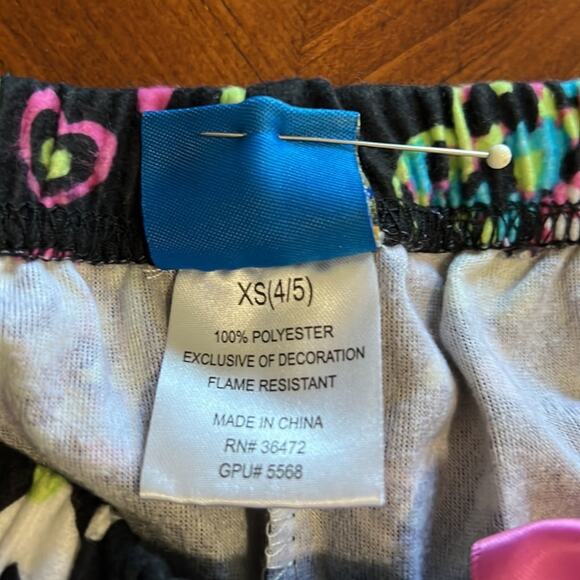 XS(4/5)
100% POLYESTER
EXCLUSIVE OF DECORATION
FLAME RESISTANT
MADE IN CHINA
RN# 36472
GPU# 5568